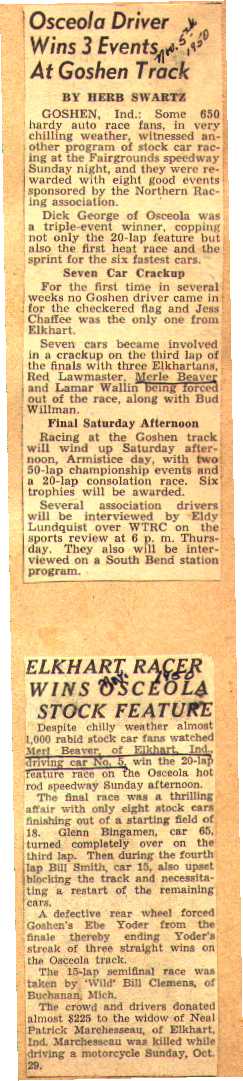 Osceola Driver
Wins 3 Events,
Nov. 5th
1950
At Goshen Track
BY HERB SWARTZ
GOSHEN, Ind.: Some 650
hardy auto race fans, in very
chilling weather, witnessed an-
other program of stock car rac-
ing at the Fairgrounds speedway
Sunday night, and they were re-
warded with eight good events
sponsored by the Northern Rac-
ing association.
Dick George of Osceola was
a triple-event winner, copping
not only the 20-lap feature but
also the first heat race and the
sprint for the six fastest cars.
Seven Car Crackup
For the first time in several
weeks no Goshen driver came in
for the checkered flag and Jess
Chaffee was the only one from
Elkhart.
Seven cars became involved
in a crackup on the third lap of
the finals with three Elkhartans,
Red Lawmaster, Merle Beaver
and Lamar Wallin being forced
out of the race, along with Bud
Willman.
Final Saturday Afternoon
Racing at the Goshen track
will wind up Saturday after-
noon, Armistice day, with two
50-lap championship events and
a 20-lap consolation race. Six
trophies will be awarded.
Several association drivers
will be interviewed by Eldy
Lundquist over WTRC on the
sports review at 6 p. m. Thurs-
day. They also will be inter-
viewed on a South Bend station
program.
ELKHART RACER
WINS OSCEOLA
1950
STOCK FEATURE
Despite chilly weather almost
1,000 rabid stock car fans watched
Merl Beaver, of Elkhart, Ind.,
driving car No. 5, win the 20-lap
feature race on the Osceola hot
rod speedway Sunday afternoon.
The final race was a thrilling
affair with only eight stock cars
finishing out of a starting field of
18. Glenn Bingamen, car 65,
turned completely over on the
third lap. Then during the fourth
lap Bill Smith, car 15, also upset
blocking the track and necessita-
ting a restart of the remaining
cars.
A defective rear wheel forced
Goshen's Ebe Yoder from the
finale thereby ending Yoder's
streak of three straight wins on
the Osceola track.
The 15-lap semifinal race was
taken by 'Wild' Bill Clemens, of
Buchanan, Mich.
The crowd and drivers donated
almost $225 to the widow of Neal
Patrick Marchesseau, of Elkhart,
Ind. Marchesseau was killed while
driving a motorcycle Sunday, Oct.
29.